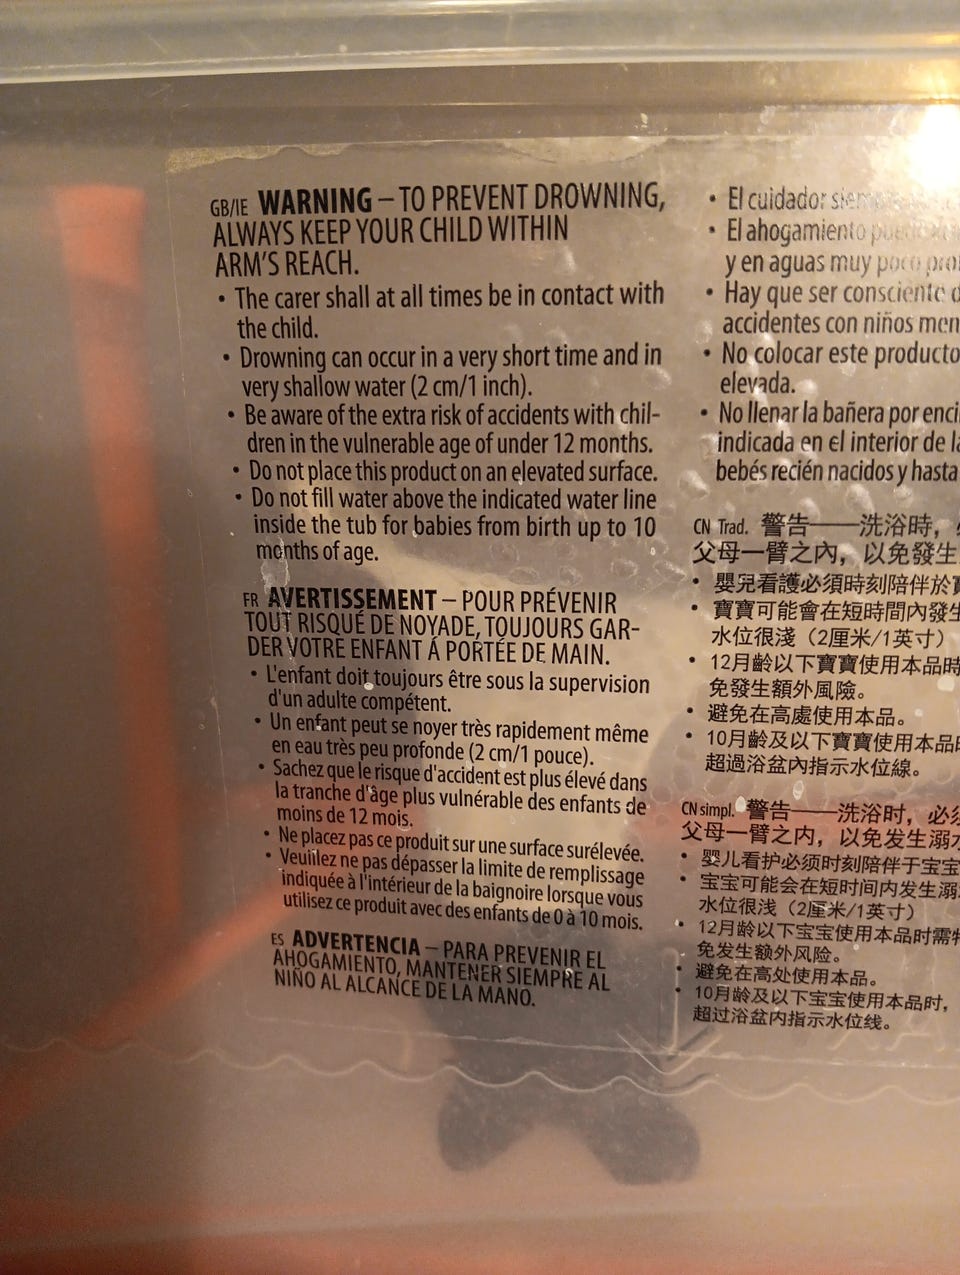 GB/IE WARNING – TO PREVENT DROWNING,
ALWAYS KEEP YOUR CHILD WITHIN
ARM'S REACH.
• The carer shall at all times be in contact with
the child.
• Drowning can occur in a very short time and in
very shallow water (2 cm/1 inch).
• Be aware of the extra risk of accidents with chil-
dren in the vulnerable age of under 12 months.
• Do not place this product on an elevated surface.
• Do not fill water above the indicated water line
inside the tub for babies from birth up to 10
months of age.
FR AVERTISSEMENT – POUR PRÉVENIR
TOUT RISQUE DE NOYADE, TOUJOURS GAR-
DER VOTRE ENFANT Á PORTÉE DE MAIN.
• L'enfant doit toujours être sous la supervision
d'un adulte compétent.
• Un enfant peut se noyer très rapidement même
en eau très peu profonde (2 cm/1 pouce).
• Sachez que le risque d'accident est plus élevé dans
la tranche d'âge plus vulnérable des enfants de
moins de 12 mois.
• Ne placez pas ce produit sur une surface surélevée.
• Veuillez ne pas dépasser la limite de remplissage
indiquée à l'intérieur de la baignoire lorsque vous
utilisez ce produit avec des enfants de 0 à 10 mois.
ES ADVERTENCIA – PARA PREVENIR EL
AHOGAMIENTO, MANTENER SIEMPRE AL
NIÑO AL ALCANCE DE LA MANO.
• El cuidador
• El ahogamiento
y en aguas muy poco
• Hay que ser consciente
accidentes con niños
• No colocar este producto
elevada.
• No llenar la bañera por
indicada en el interior de
bebés recién nacidos y hasta
CN Trad. 警告——洗浴時，
父母一臂之內，以免發生
• 嬰兒看護必須時刻陪伴於
• 寶寶可能會在短時間內發生
水位很淺（2厘米/1英寸）
• 12月齡以下寶寶使用本品時
免發生額外風險。
• 避免在高處使用本品。
• 10月齡及以下寶寶使用本品
超過浴盆內指示水位線。
CN simpl. 警告——洗浴时，必须
父母一臂之内，以免发生溺水
• 婴儿看护必须时刻陪伴于宝宝
• 宝宝可能会在短时间内发生溺
水位很浅（2厘米/1英寸）
• 12月龄以下宝宝使用本品时需
免发生额外风险。
• 避免在高处使用本品。
• 10月龄及以下宝宝使用本品时，
超过浴盆内指示水位线。